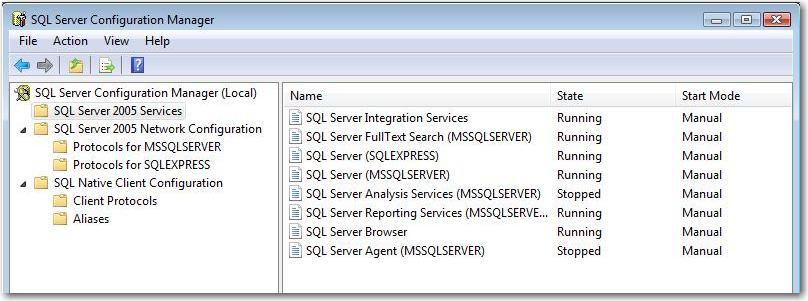 SQL Server Configuration Manager
File Action View Help
SQL Server Configuration Manager (Local)
SQL Server 2005 Services
SQL Server 2005 Network Configuration
Protocols for MSSQLSERVER
Protocols for SQLEXPRESS
SQL Native Client Configuration
Client Protocols
Aliases
Name State Start Mode
SQL Server Integration Services Running Manual
SQL Server FullText Search (MSSQLSERVER) Running Manual
SQL Server (SQLEXPRESS) Running Manual
SQL Server (MSSQLSERVER) Running Manual
SQL Server Analysis Services (MSSQLSERVER) Stopped Manual
SQL Server Reporting Services (MSSQLSERVE... Running Manual
SQL Server Browser Running Manual
SQL Server Agent (MSSQLSERVER) Stopped Manual